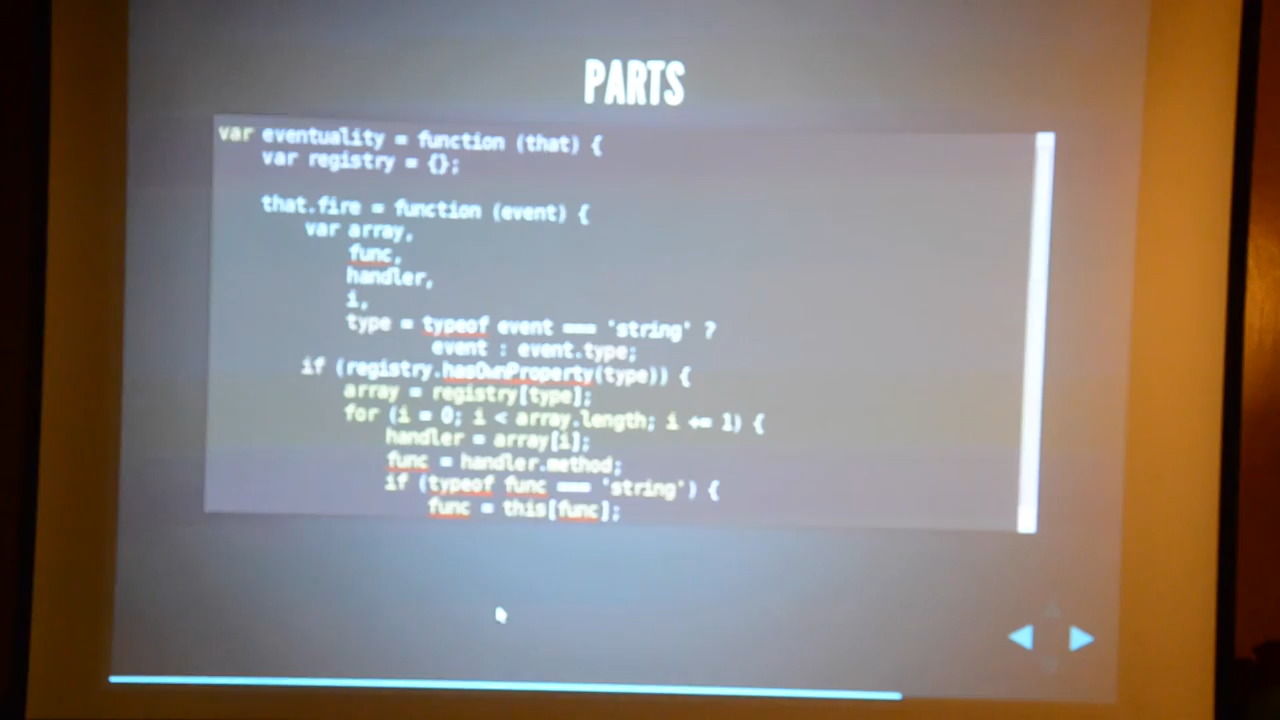 PARTS
var eventuality = function (that) {
    var registry = {};
    that.fire = function (event) {
        var array,
            func,
            handler,
            i,
            type = typeof event === 'string' ?
                    event : event.type;
        if (registry.hasOwnProperty(type)) {
            array = registry[type];
            for (i = 0; i < array.length; i += 1) {
                handler = array[i];
                func = handler.method;
                if (typeof func === 'string') {
                    func = this[func];